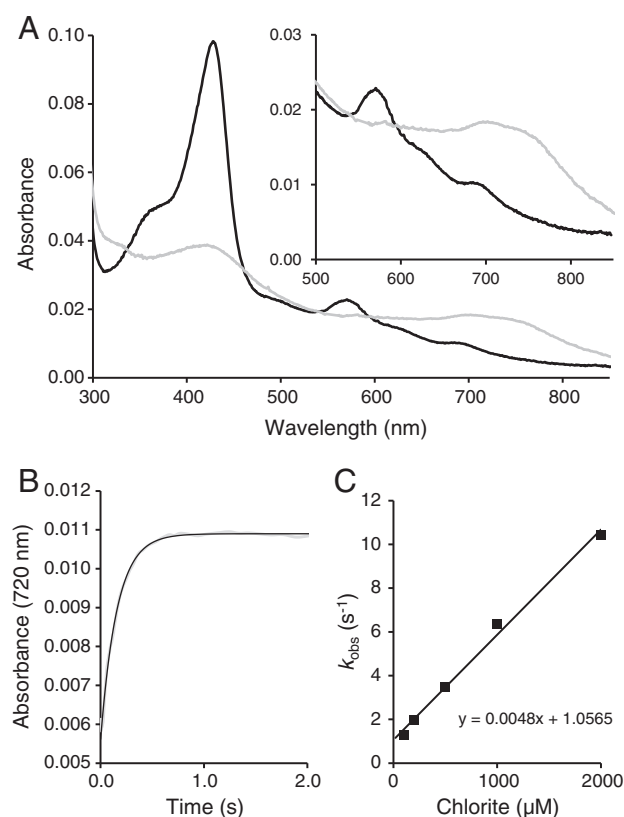 A
0.10
0.08
0.06
0.04
0.02
0.00
Absorbance
300 400 500 600 700 800
Wavelength (nm)
0.03
0.02
0.01
0.00
500 600 700 800
B
0.012
0.011
0.010
0.009
0.008
0.007
0.006
0.005
Absorbance (720 nm)
0.0 1.0 2.0
Time (s)
C
12
10
8
6
4
2
0
kobs (s-1)
y = 0.0048x + 1.0565
0 1000 2000
Chlorite (µM)